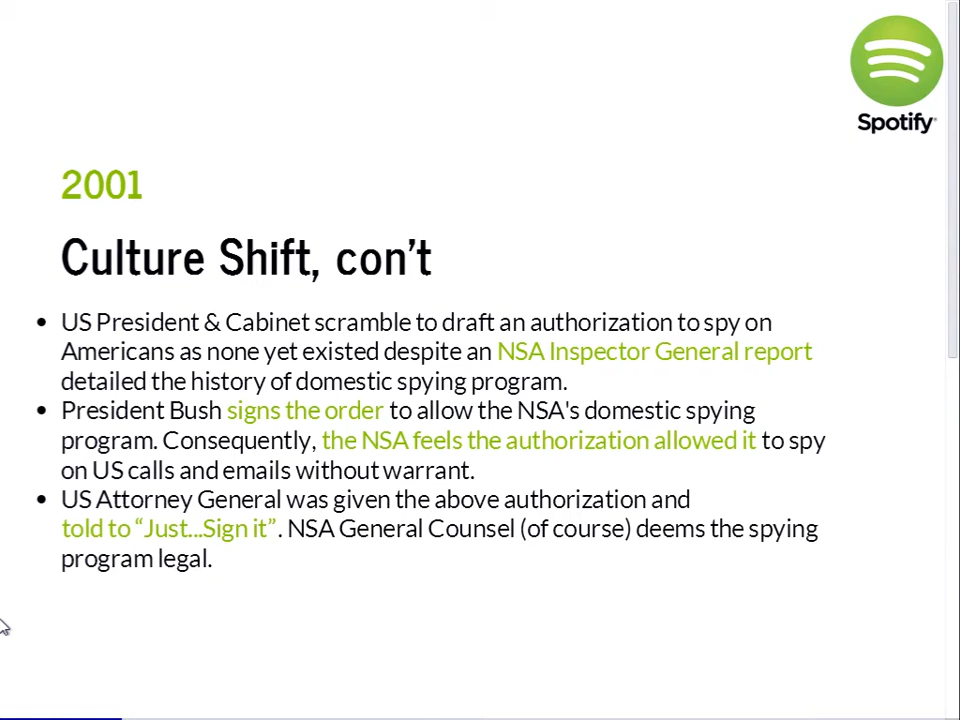 Spotify®
2001
Culture Shift, con't
• US President & Cabinet scramble to draft an authorization to spy on
Americans as none yet existed despite an NSA Inspector General report
detailed the history of domestic spying program.
• President Bush signs the order to allow the NSA's domestic spying
program. Consequently, the NSA feels the authorization allowed it to spy
on US calls and emails without warrant.
• US Attorney General was given the above authorization and
told to “Just...Sign it” . NSA General Counsel (of course) deems the spying
program legal.